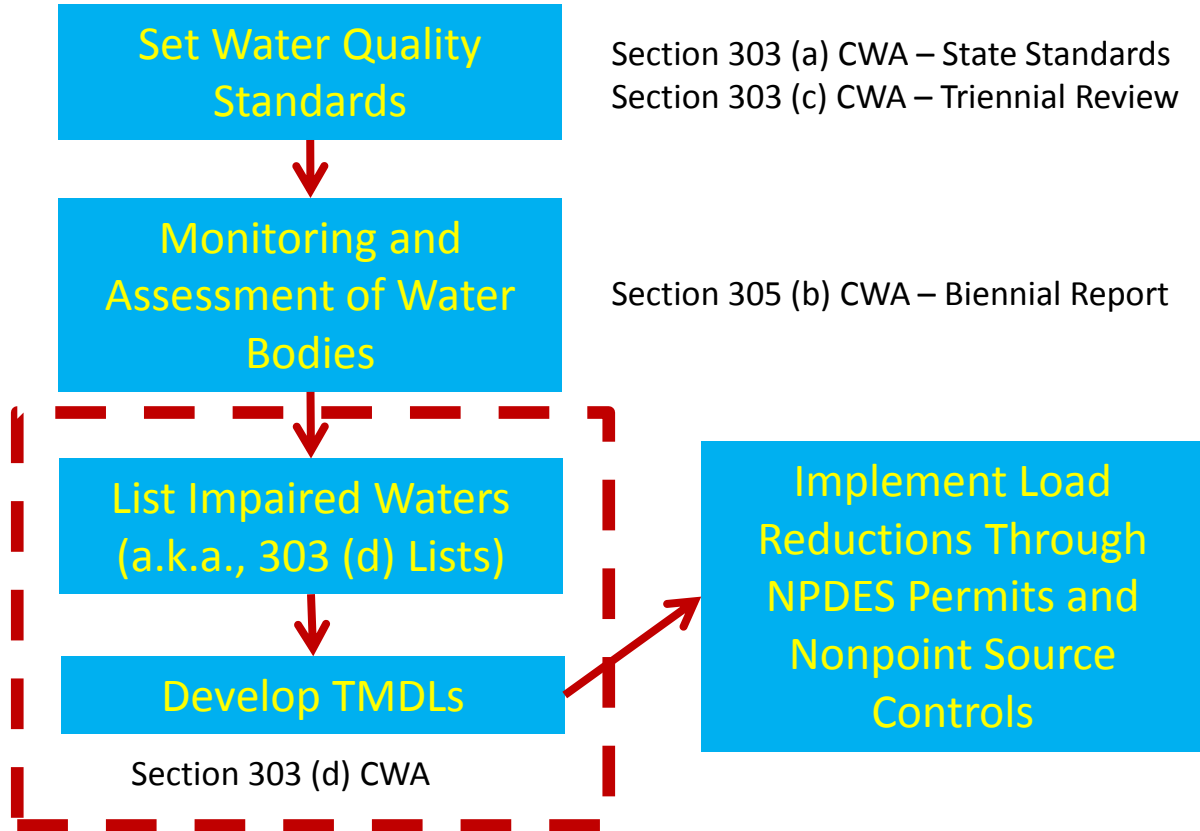 Set Water Quality
Standards
Section 303 (a) CWA – State Standards
Section 303 (c) CWA – Triennial Review
Monitoring and
Assessment of Water
Bodies
Section 305 (b) CWA – Biennial Report
List Impaired Waters
(a.k.a., 303 (d) Lists)
Develop TMDLs
Section 303 (d) CWA
Implement Load
Reductions Through
NPDES Permits and
Nonpoint Source
Controls